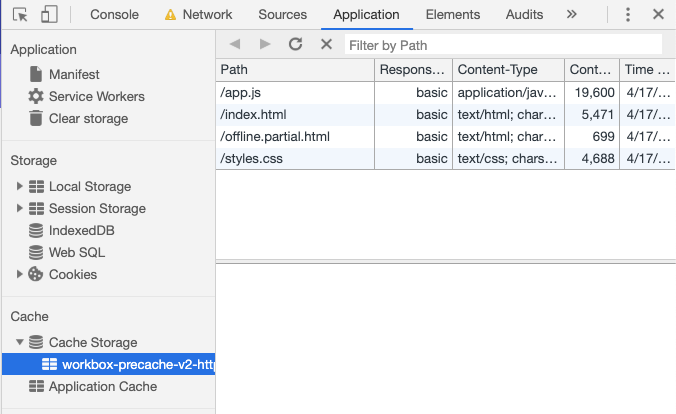 Console Network Sources Application Elements Audits »
Application
Manifest
Service Workers
Clear storage
Storage
Local Storage
Session Storage
IndexedDB
Web SQL
Cookies
Cache
Cache Storage
workbox-precache-v2-http
Application Cache
Filter by Path
Path Respons… Content-Type Cont… Time …
/app.js basic application/jav… 19,600 4/17/…
/index.html basic text/html; char… 5,471 4/17/…
/offline.partial.html basic text/html; char… 699 4/17/…
/styles.css basic text/css; chars… 4,688 4/17/…